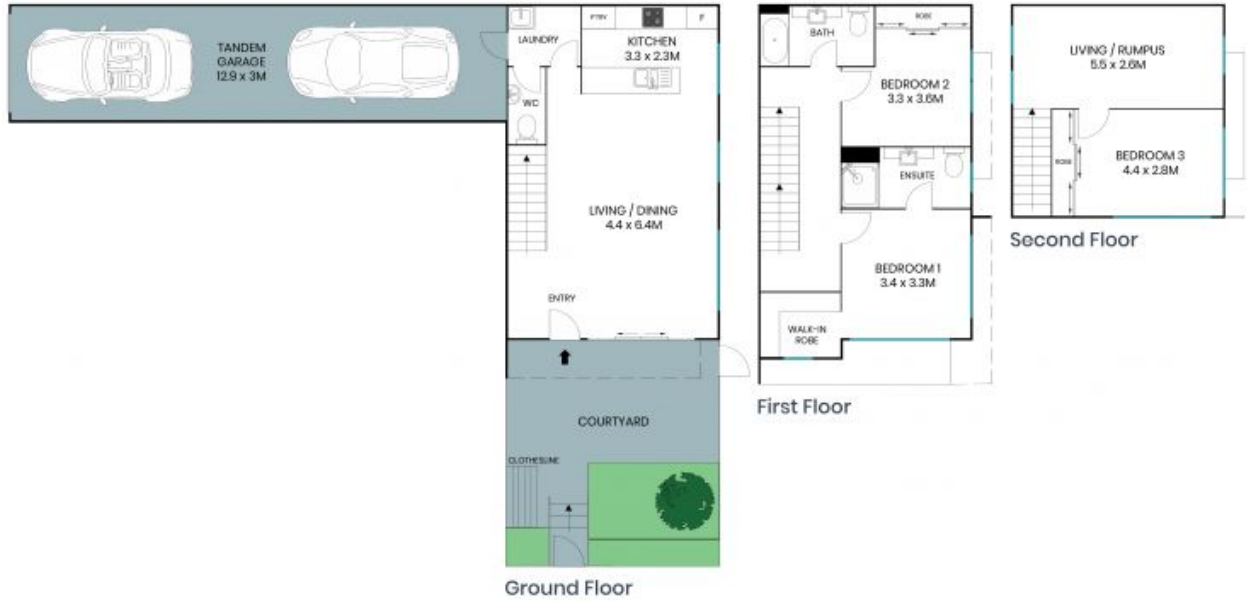 TANDEM
GARAGE
12.9 x 3M
LAUNDRY
P'TRY
F
KITCHEN
3.3 x 2.3M
WC
LIVING / DINING
4.4 x 6.4M
ENTRY
COURTYARD
CLOTHESLINE
Ground Floor
BATH
ROBE
BEDROOM 2
3.3 x 3.6M
ENSUITE
BEDROOM 1
3.4 x 3.3M
WALK-IN
ROBE
First Floor
LIVING / RUMPUS
5.5 x 2.6M
ROBE
BEDROOM 3
4.4 x 2.8M
Second Floor